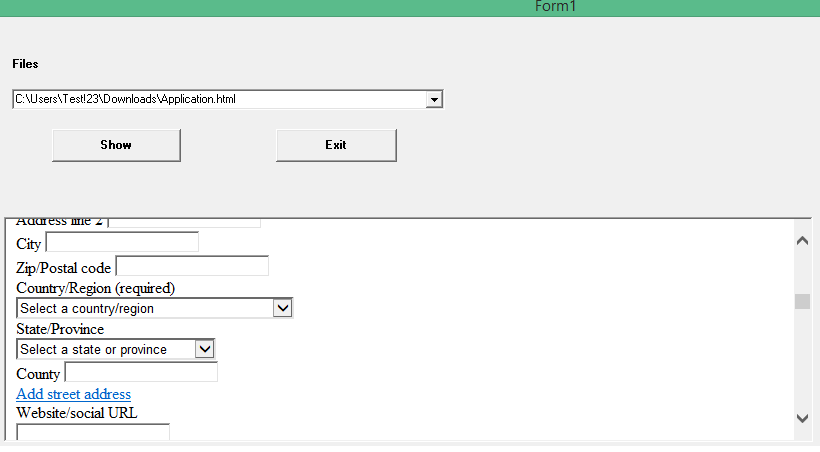 Form1
Files
C:\Users\Test!23\Downloads\Application.html
Show Exit
Address line 2
City
Zip/Postal code
Country/Region (required)
Select a country/region
State/Province
Select a state or province
County
Add street address
Website/social URL